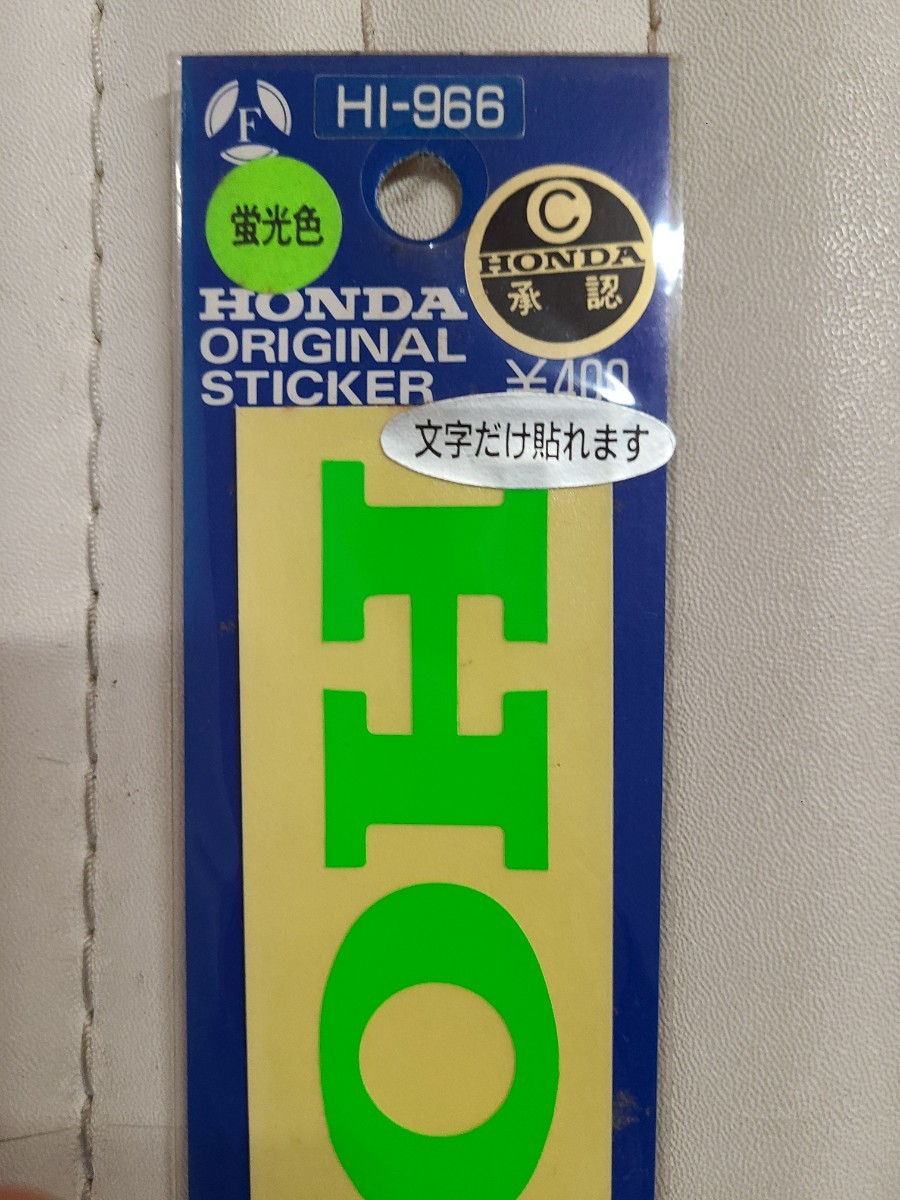 HI-966
F
蛍光色
C
HONDA
承認
HONDA
ORIGINAL
STICKER
¥400
文字だけ貼れます
HO